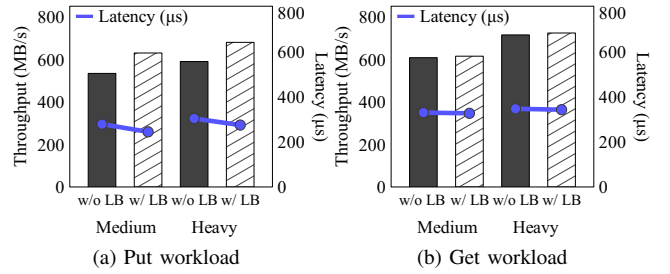 Latency (μs)
Throughput (MB/s)
800
600
400
200
0
800
600
400
200
0
Latency (μs)
w/o LB w/ LB w/o LB w/ LB
Medium Heavy
(a) Put workload
Latency (μs)
Throughput (MB/s)
800
600
400
200
0
800
600
400
200
0
Latency (μs)
w/o LB w/ LB w/o LB w/ LB
Medium Heavy
(b) Get workload